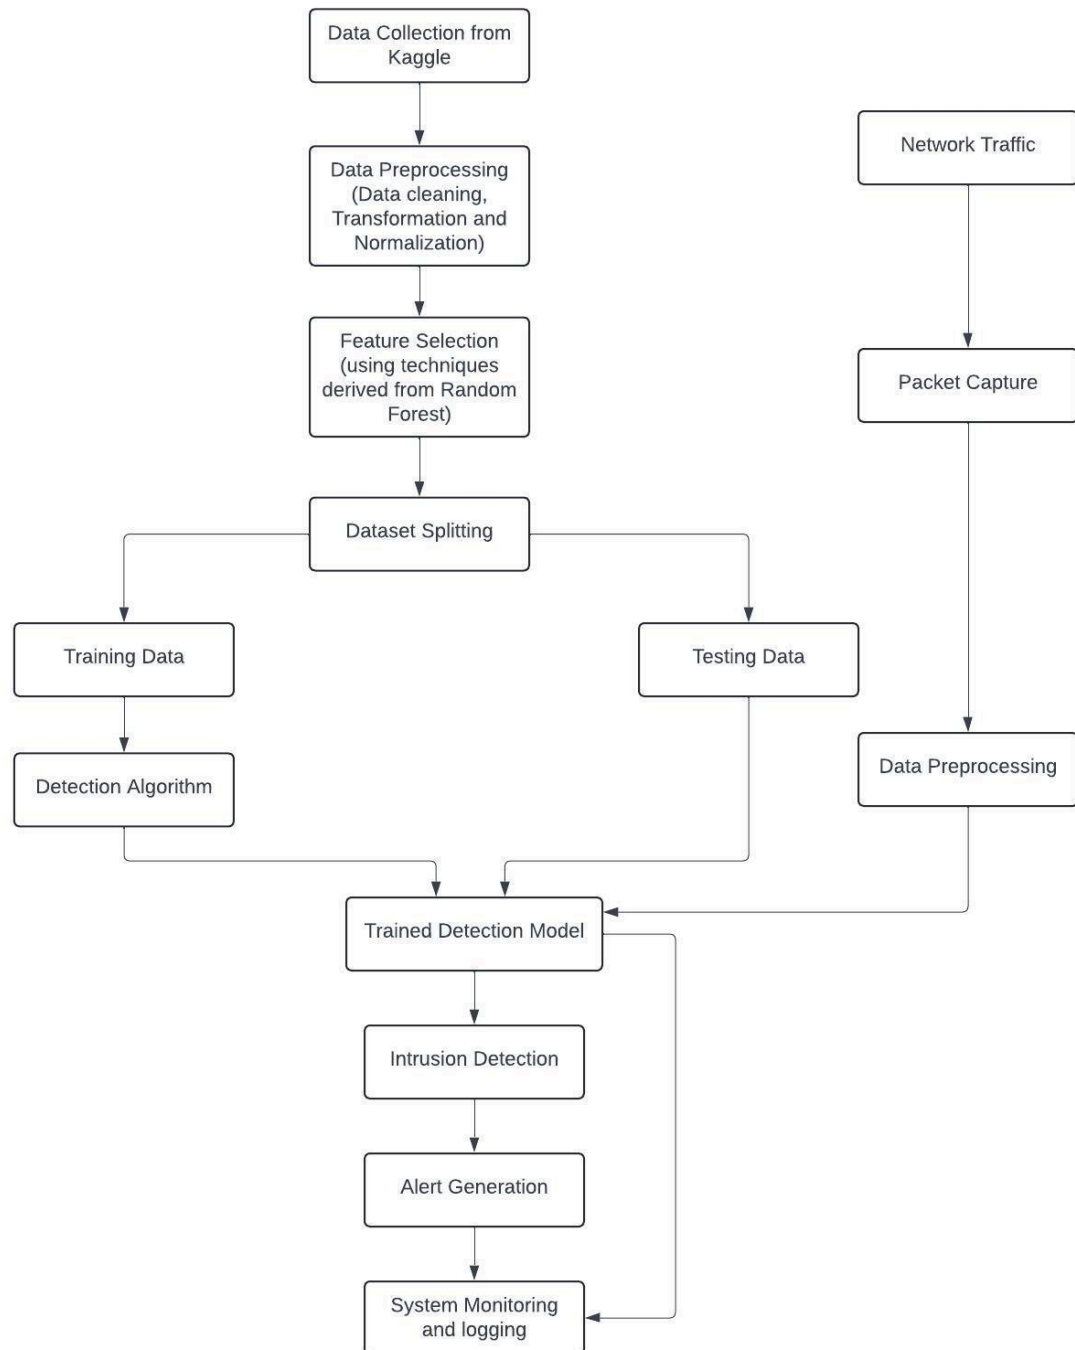 Data Collection from
Kaggle
Network Traffic
Data Preprocessing
(Data cleaning,
Transformation and
Normalization)
Feature Selection
(using techniques
derived from Random
Forest)
Packet Capture
Dataset Splitting
Training Data
Testing Data
Detection Algorithm
Data Preprocessing
Trained Detection Model
Intrusion Detection
Alert Generation
System Monitoring
and logging